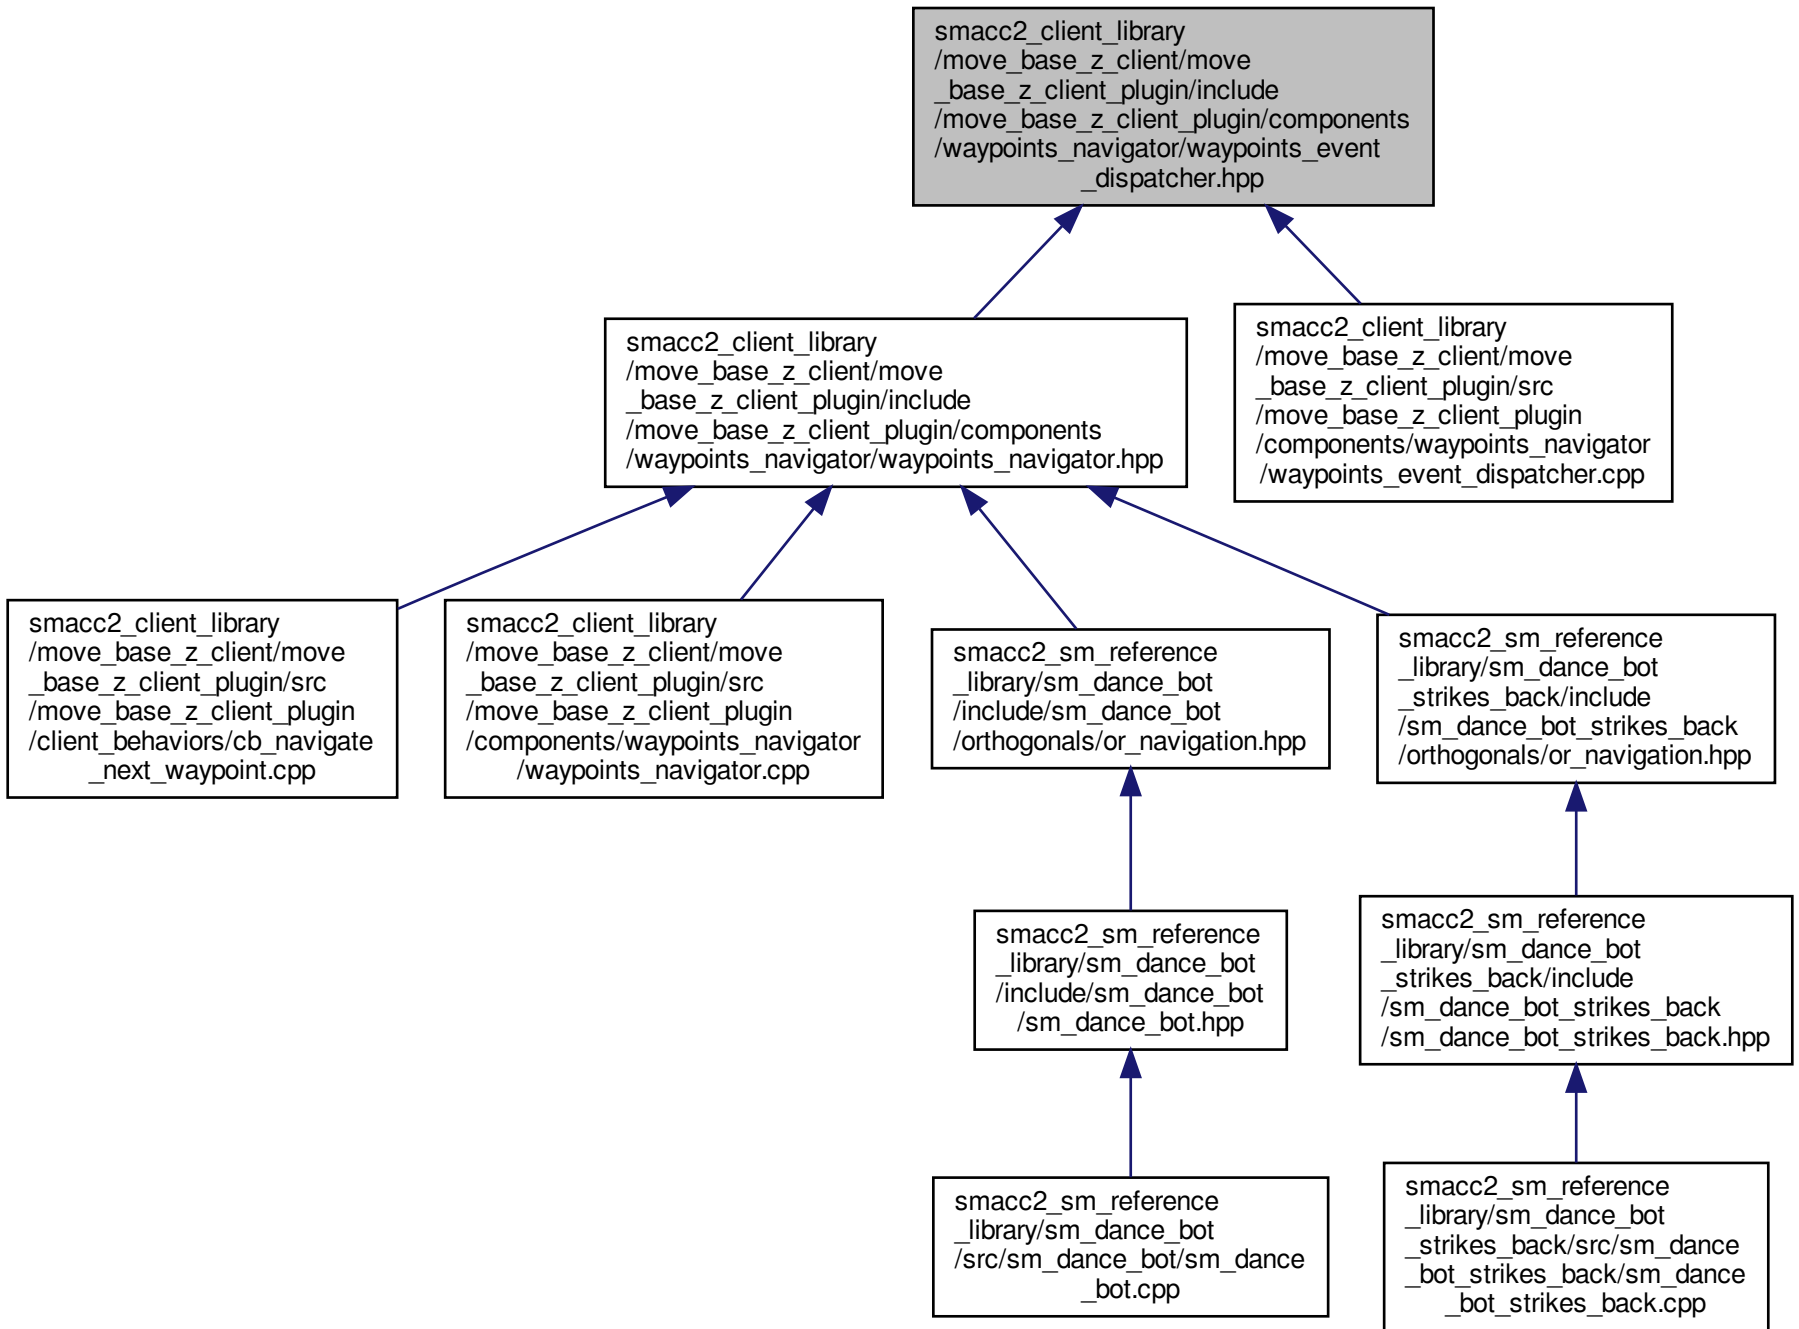 smacc2_client_library
/move_base_z_client/move
_base_z_client_plugin/include
/move_base_z_client_plugin/components
/waypoints_navigator/waypoints_event
_dispatcher.hpp
smacc2_client_library
/move_base_z_client/move
_base_z_client_plugin/include
/move_base_z_client_plugin/components
/waypoints_navigator/waypoints_navigator.hpp
smacc2_client_library
/move_base_z_client/move
_base_z_client_plugin/src
/move_base_z_client_plugin
/components/waypoints_navigator
/waypoints_event_dispatcher.cpp
smacc2_client_library
/move_base_z_client/move
_base_z_client_plugin/src
/move_base_z_client_plugin
/client_behaviors/cb_navigate
_next_waypoint.cpp
smacc2_client_library
/move_base_z_client/move
_base_z_client_plugin/src
/move_base_z_client_plugin
/components/waypoints_navigator
/waypoints_navigator.cpp
smacc2_sm_reference
_library/sm_dance_bot
/include/sm_dance_bot
/orthogonals/or_navigation.hpp
smacc2_sm_reference
_library/sm_dance_bot
_strikes_back/include
/sm_dance_bot_strikes_back
/orthogonals/or_navigation.hpp
smacc2_sm_reference
_library/sm_dance_bot
/include/sm_dance_bot
/sm_dance_bot.hpp
smacc2_sm_reference
_library/sm_dance_bot
_strikes_back/include
/sm_dance_bot_strikes_back
/sm_dance_bot_strikes_back.hpp
smacc2_sm_reference
_library/sm_dance_bot
/src/sm_dance_bot/sm_dance
_bot.cpp
smacc2_sm_reference
_library/sm_dance_bot
_strikes_back/src/sm_dance
_bot_strikes_back/sm_dance
_bot_strikes_back.cpp